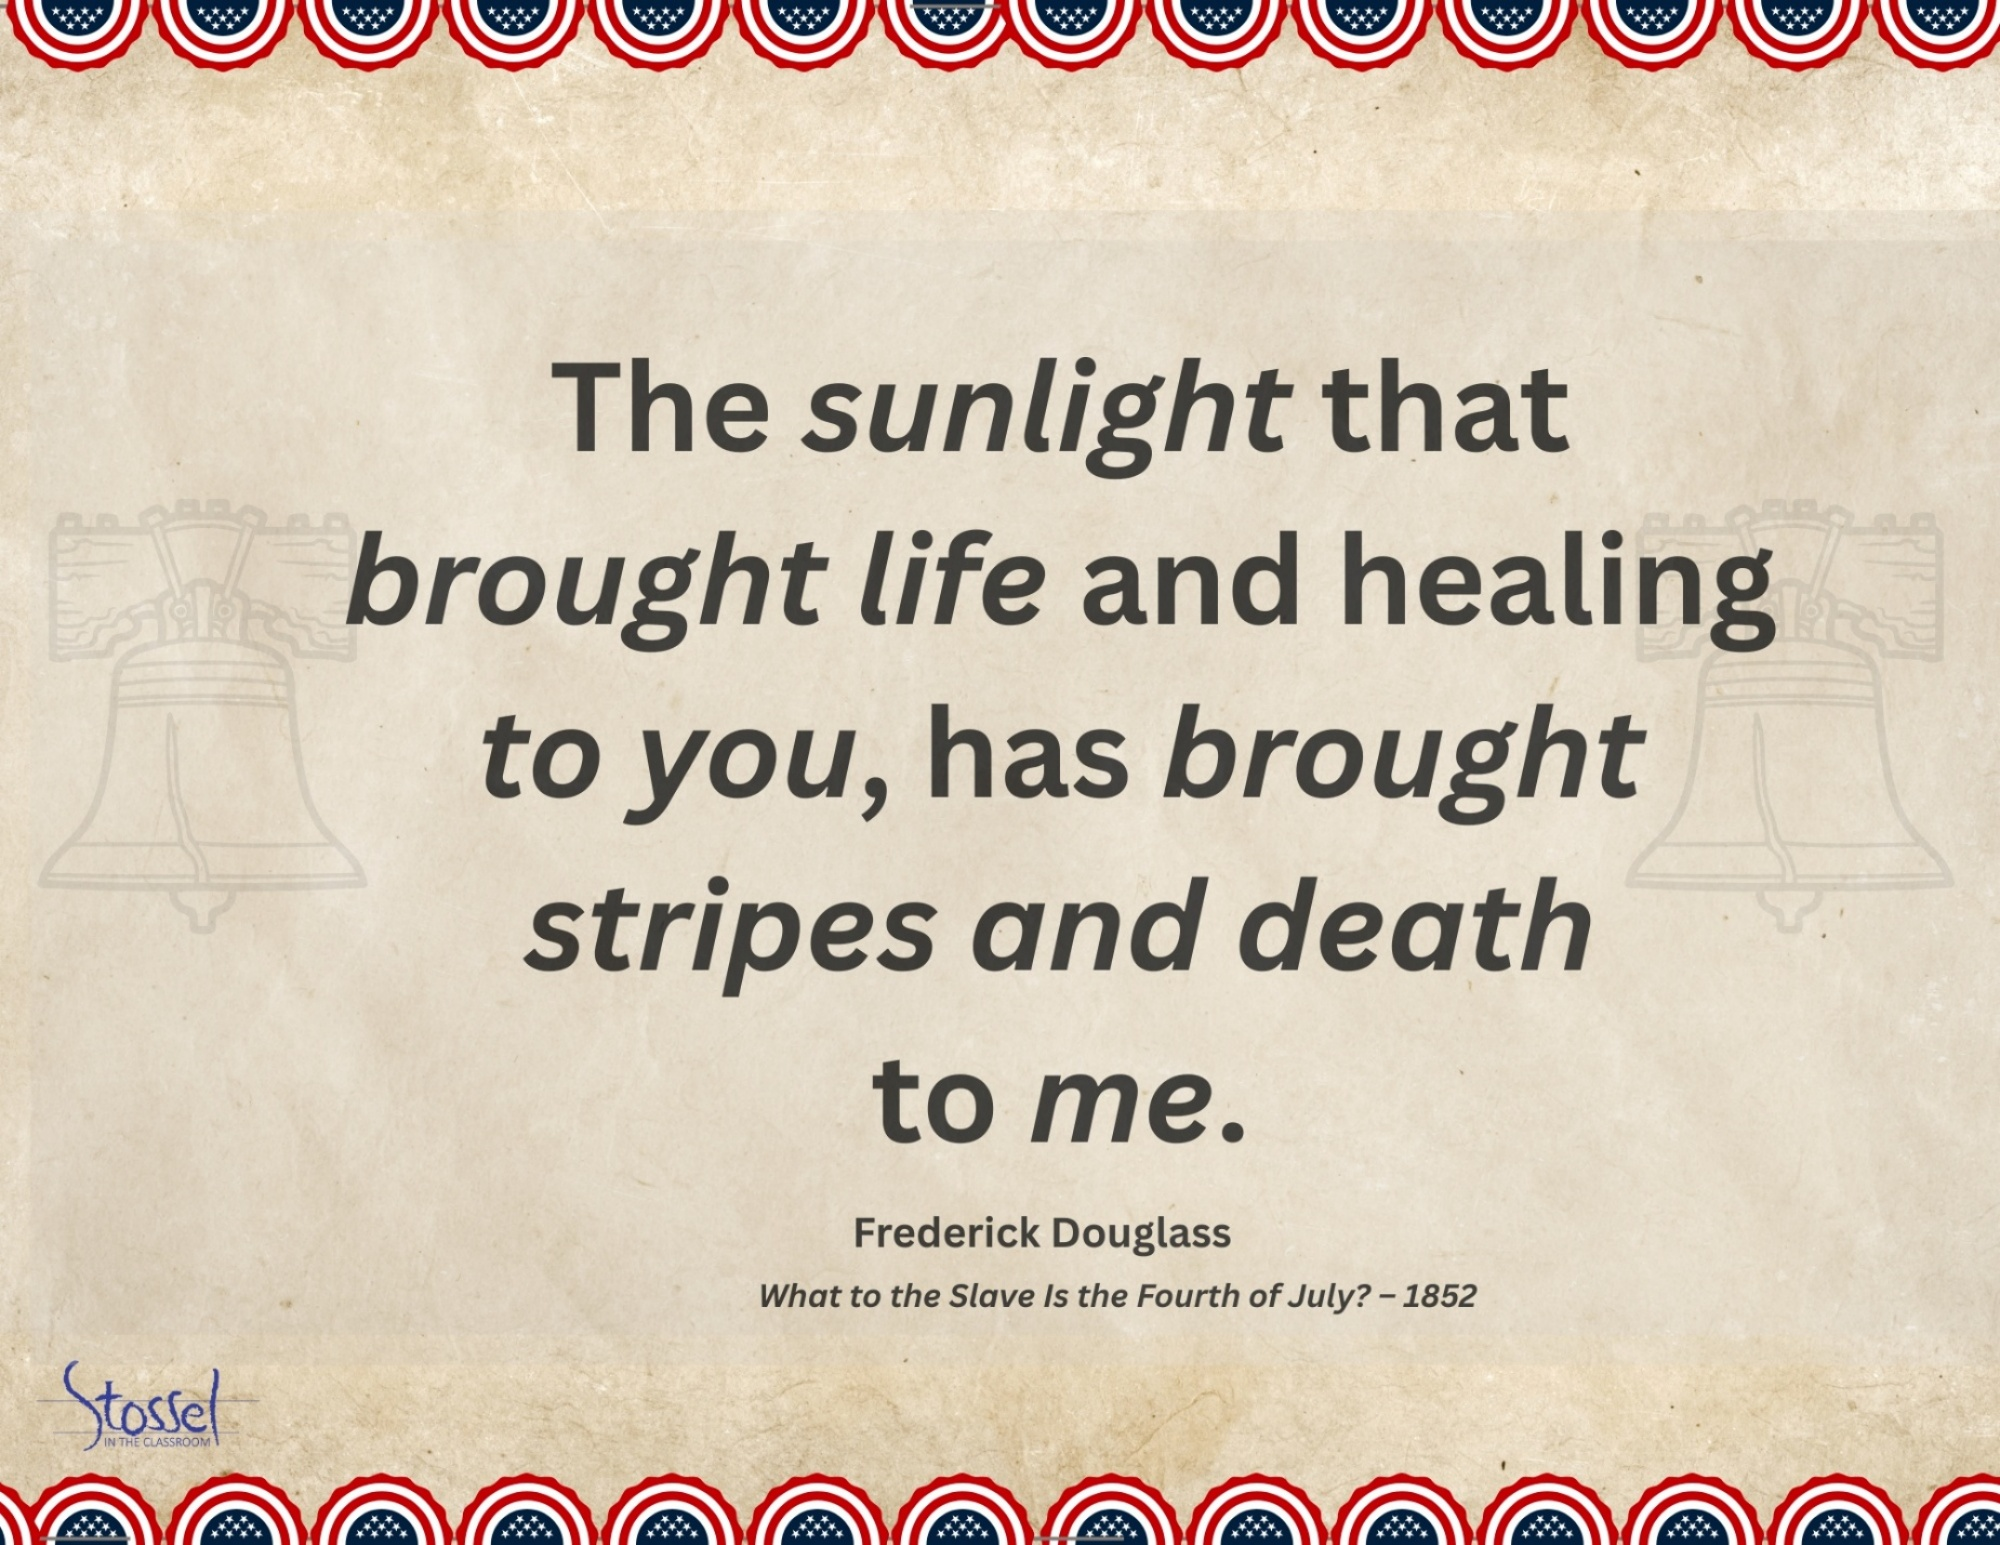 The sunlight that
brought life and healing
to you, has brought
stripes and death
to me.
Frederick Douglass
What to the Slave Is the Fourth of July? – 1852
Stossel
IN THE CLASSROOM